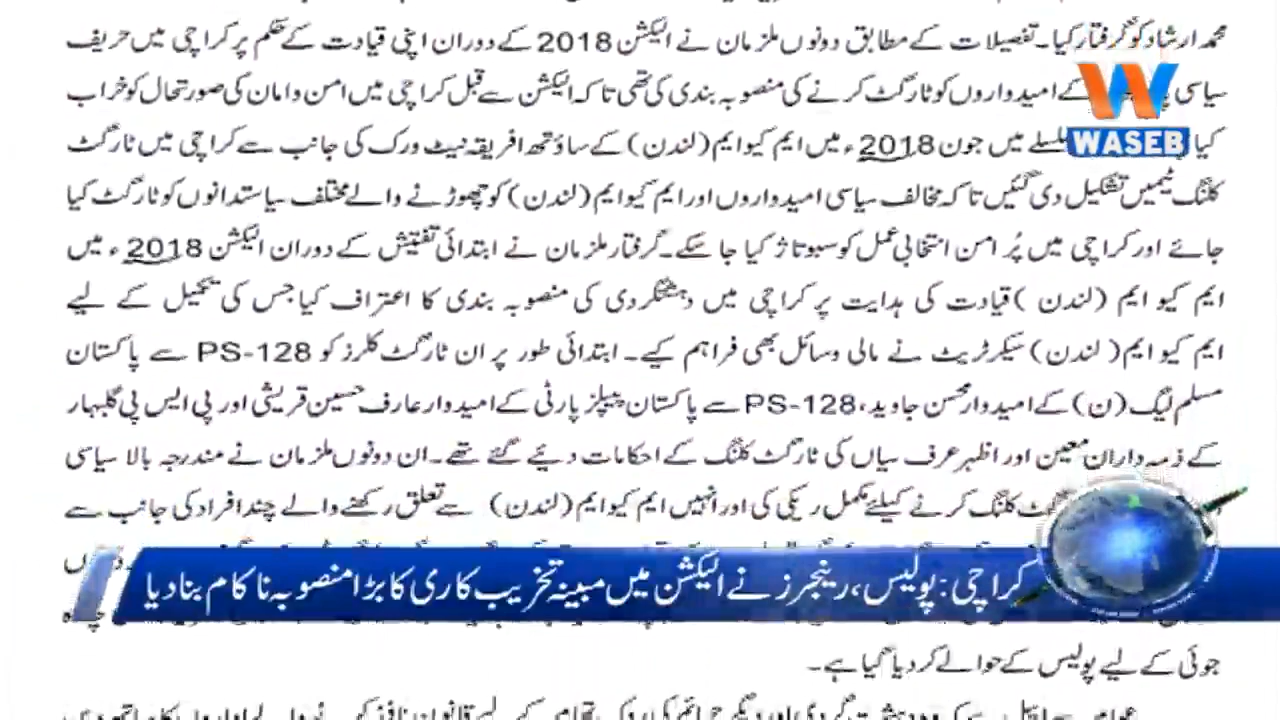 محمد ارشاد کو گرفتار کیا۔ تفصیلات کے مطابق دونوں ملزمان نے الیکشن 2018 کے دوران اپنی قیادت کے حکم پر کراچی میں حریف
سیاسی کے امیدواروں کو ٹارگٹ کرنے کی منصوبہ بندی کی تھی تاکہ الیکشن سے قبل کراچی میں امن و امان کی صورتحال کو خراب
کیا سلسلے میں جون 2018ء میں ایم کیو ایم (لندن) کے ساؤتھ افریقہ نیٹ ورک کی جانب سے کراچی میں ٹارگٹ
کلنگ ٹیمیں تشکیل دی گئیں تاکہ مخالف سیاسی امیدواروں اور ایم کیو ایم (لندن) کو چھوڑنے والے مختلف سیاستدانوں کو ٹارگٹ کیا
جائے اور کراچی میں پُر امن انتخابی عمل کو سبوتاژ کیا جا سکے۔ گرفتار ملزمان نے ابتدائی تفتیش کے دوران الیکشن 2018ء میں
ایم کیو ایم (لندن) قیادت کی ہدایت پر کراچی میں دہشتگردی کی منصوبہ بندی کا اعتراف کیا جس کی تکمیل کے لیے
ایم کیو ایم (لندن) سیکرٹریٹ نے مالی وسائل بھی فراہم کیے۔ ابتدائی طور پر ان ٹارگٹ کلرز کو PS-128 سے پاکستان
مسلم لیگ (ن) کے امیدوار محسن جاوید، PS-128 سے پاکستان پیپلز پارٹی کے امیدوار عارف حسین قریشی اور پی ایس پی گلبہار
کے ذمہ داران معین اور اظہر عرف سیاں کی ٹارگٹ کلنگ کے احکامات دئیے گئے تھے۔ ان دونوں ملزمان نے مندرجہ بالا سیاسی
کلنگ کرنے کیلئے مکمل ریکی کی اور انہیں ایم کیو ایم (لندن) سے تعلق رکھنے والے چند افراد کی جانب سے
جوئی کے لیے پولیس کے حوالے کر دیا گیا ہے۔
WASEB
کراچی: پولیس، رینجرز نے الیکشن میں مبینہ تخریب کاری کا بڑا منصوبہ ناکام بنا دیا